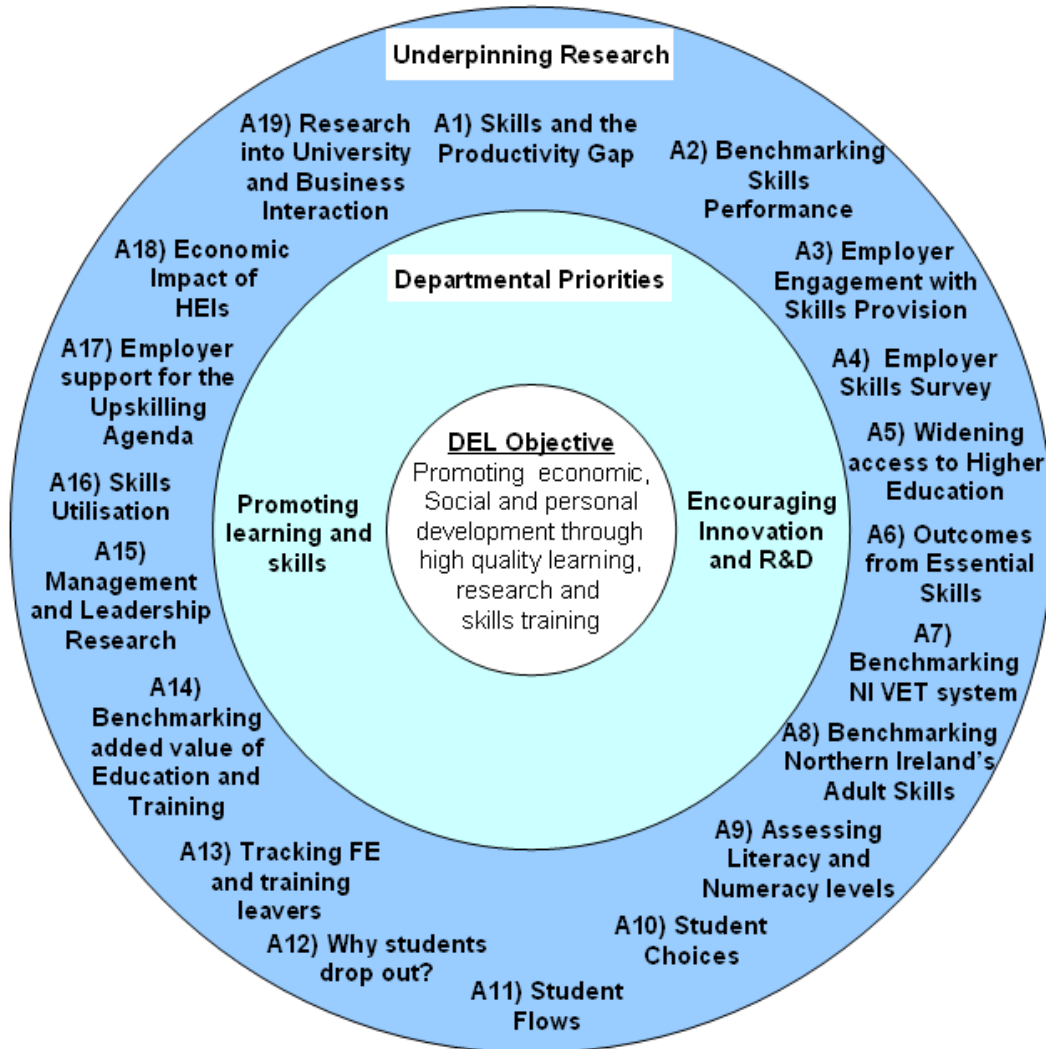 Underpinning Research
A1) Skills and the
Productivity Gap
A2) Benchmarking
Skills
Performance
A3) Employer
Engagement with
Skills Provision
A4) Employer
Skills Survey
A5) Widening
access to Higher
Education
A6) Outcomes
from Essential
Skills
A7)
Benchmarking
NI VET system
A8) Benchmarking
Northern Ireland's
Adult Skills
A9) Assessing
Literacy and
Numeracy levels
A10) Student
Choices
A11) Student
Flows
A12) Why students
drop out?
A13) Tracking FE
and training
leavers
A14)
Benchmarking
added value of
Education and
Training
A15)
Management
and Leadership
Research
A16) Skills
Utilisation
A17) Employer
support for the
Upskilling
Agenda
A18) Economic
Impact of
HEIs
A19) Research
into University
and Business
Interaction
Departmental Priorities
Promoting
learning and
skills
DEL Objective
Promoting economic,
Social and personal
development through
high quality learning,
research and
skills training
Encouraging
Innovation
and R&D